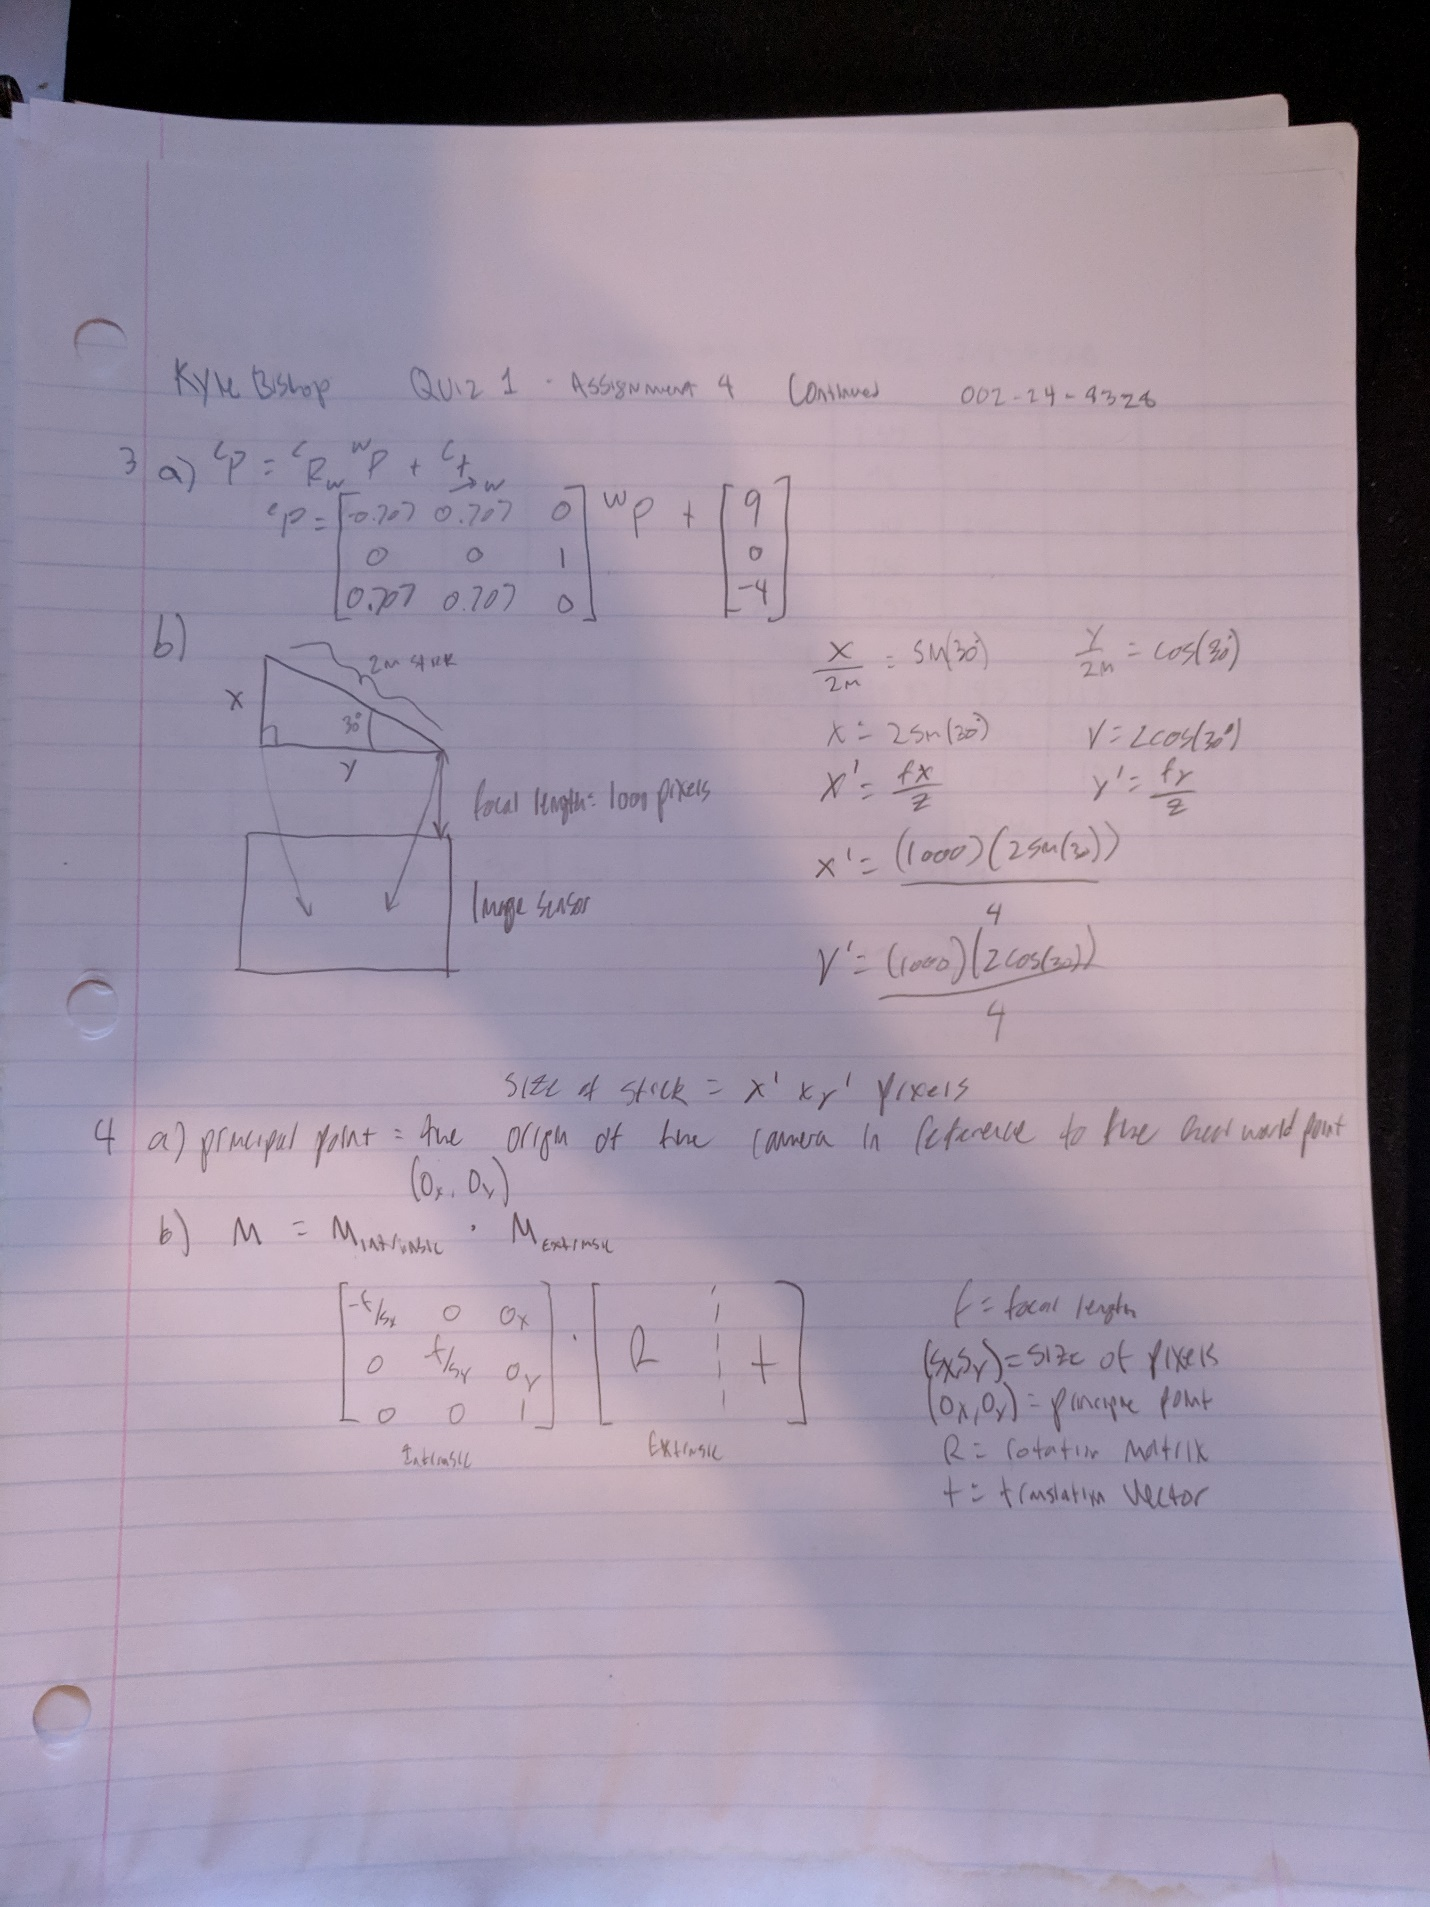 Kyle Bishop Quiz 1 - Assignment 4 Continued 002-24-9328
3 a) ᶜP = ᶜR_w ʷP + ᶜt_w
ᶜP = [-0.707 0.707 0] ʷP + [9]
0 0 1 0
0.707 0.707 0 -4
b)
2m stick
x
30°
y
focal length = 1000 pixels
Image sensor
x/2m = sin(30°) y/2m = cos(30°)
x = 2sin(30°) y = 2cos(30°)
x' = fx/z y' = fy/z
x' = (1000)(2sin(30))/4
y' = (1000)(2cos(30))/4
size of stick = x' x y' pixels
4 a) principal point = the origin of the camera in reference to the world point
(Ox, Oy)
b) M = M_intrinsic · M_extrinsic
[-f/sx 0 Ox] · [R ¦ t]
0 f/sy Oy
0 0 1
Intrinsic Extrinsic
f = focal length
(sx,sy) = size of pixels
(Ox,Oy) = principle point
R = rotation matrix
t = translation vector